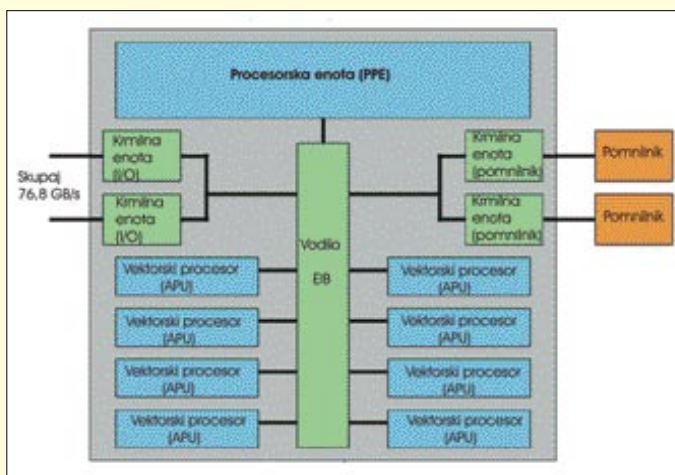 Procesorska enota (PPE)
Krmilna
enota
(I/O)
Krmilna
enota
(I/O)
Skupaj
76,8 GB/s
Krmilna
enota
(pomnilnik)
Pomnilnik
Krmilna
enota
(pomnilnik)
Pomnilnik
Vodilo
EIB
Vektorski procesor
(APU)
Vektorski procesor
(APU)
Vektorski procesor
(APU)
Vektorski procesor
(APU)
Vektorski procesor
(APU)
Vektorski procesor
(APU)
Vektorski procesor
(APU)
Vektorski procesor
(APU)